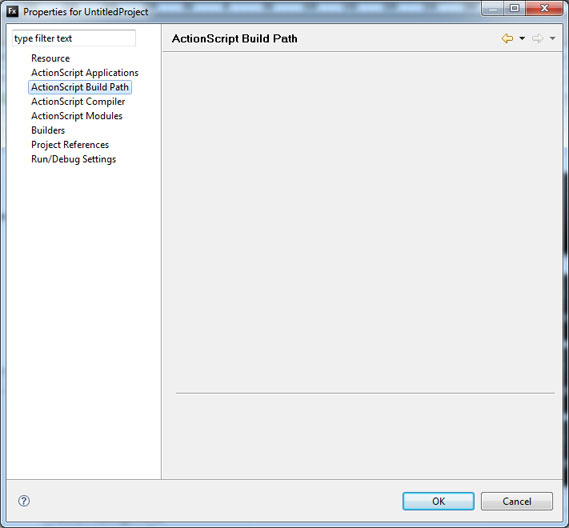 Fx Properties for UntitledProject
type filter text
ActionScript Build Path
Resource
ActionScript Applications
ActionScript Build Path
ActionScript Compiler
ActionScript Modules
Builders
Project References
Run/Debug Settings
?
OK
Cancel